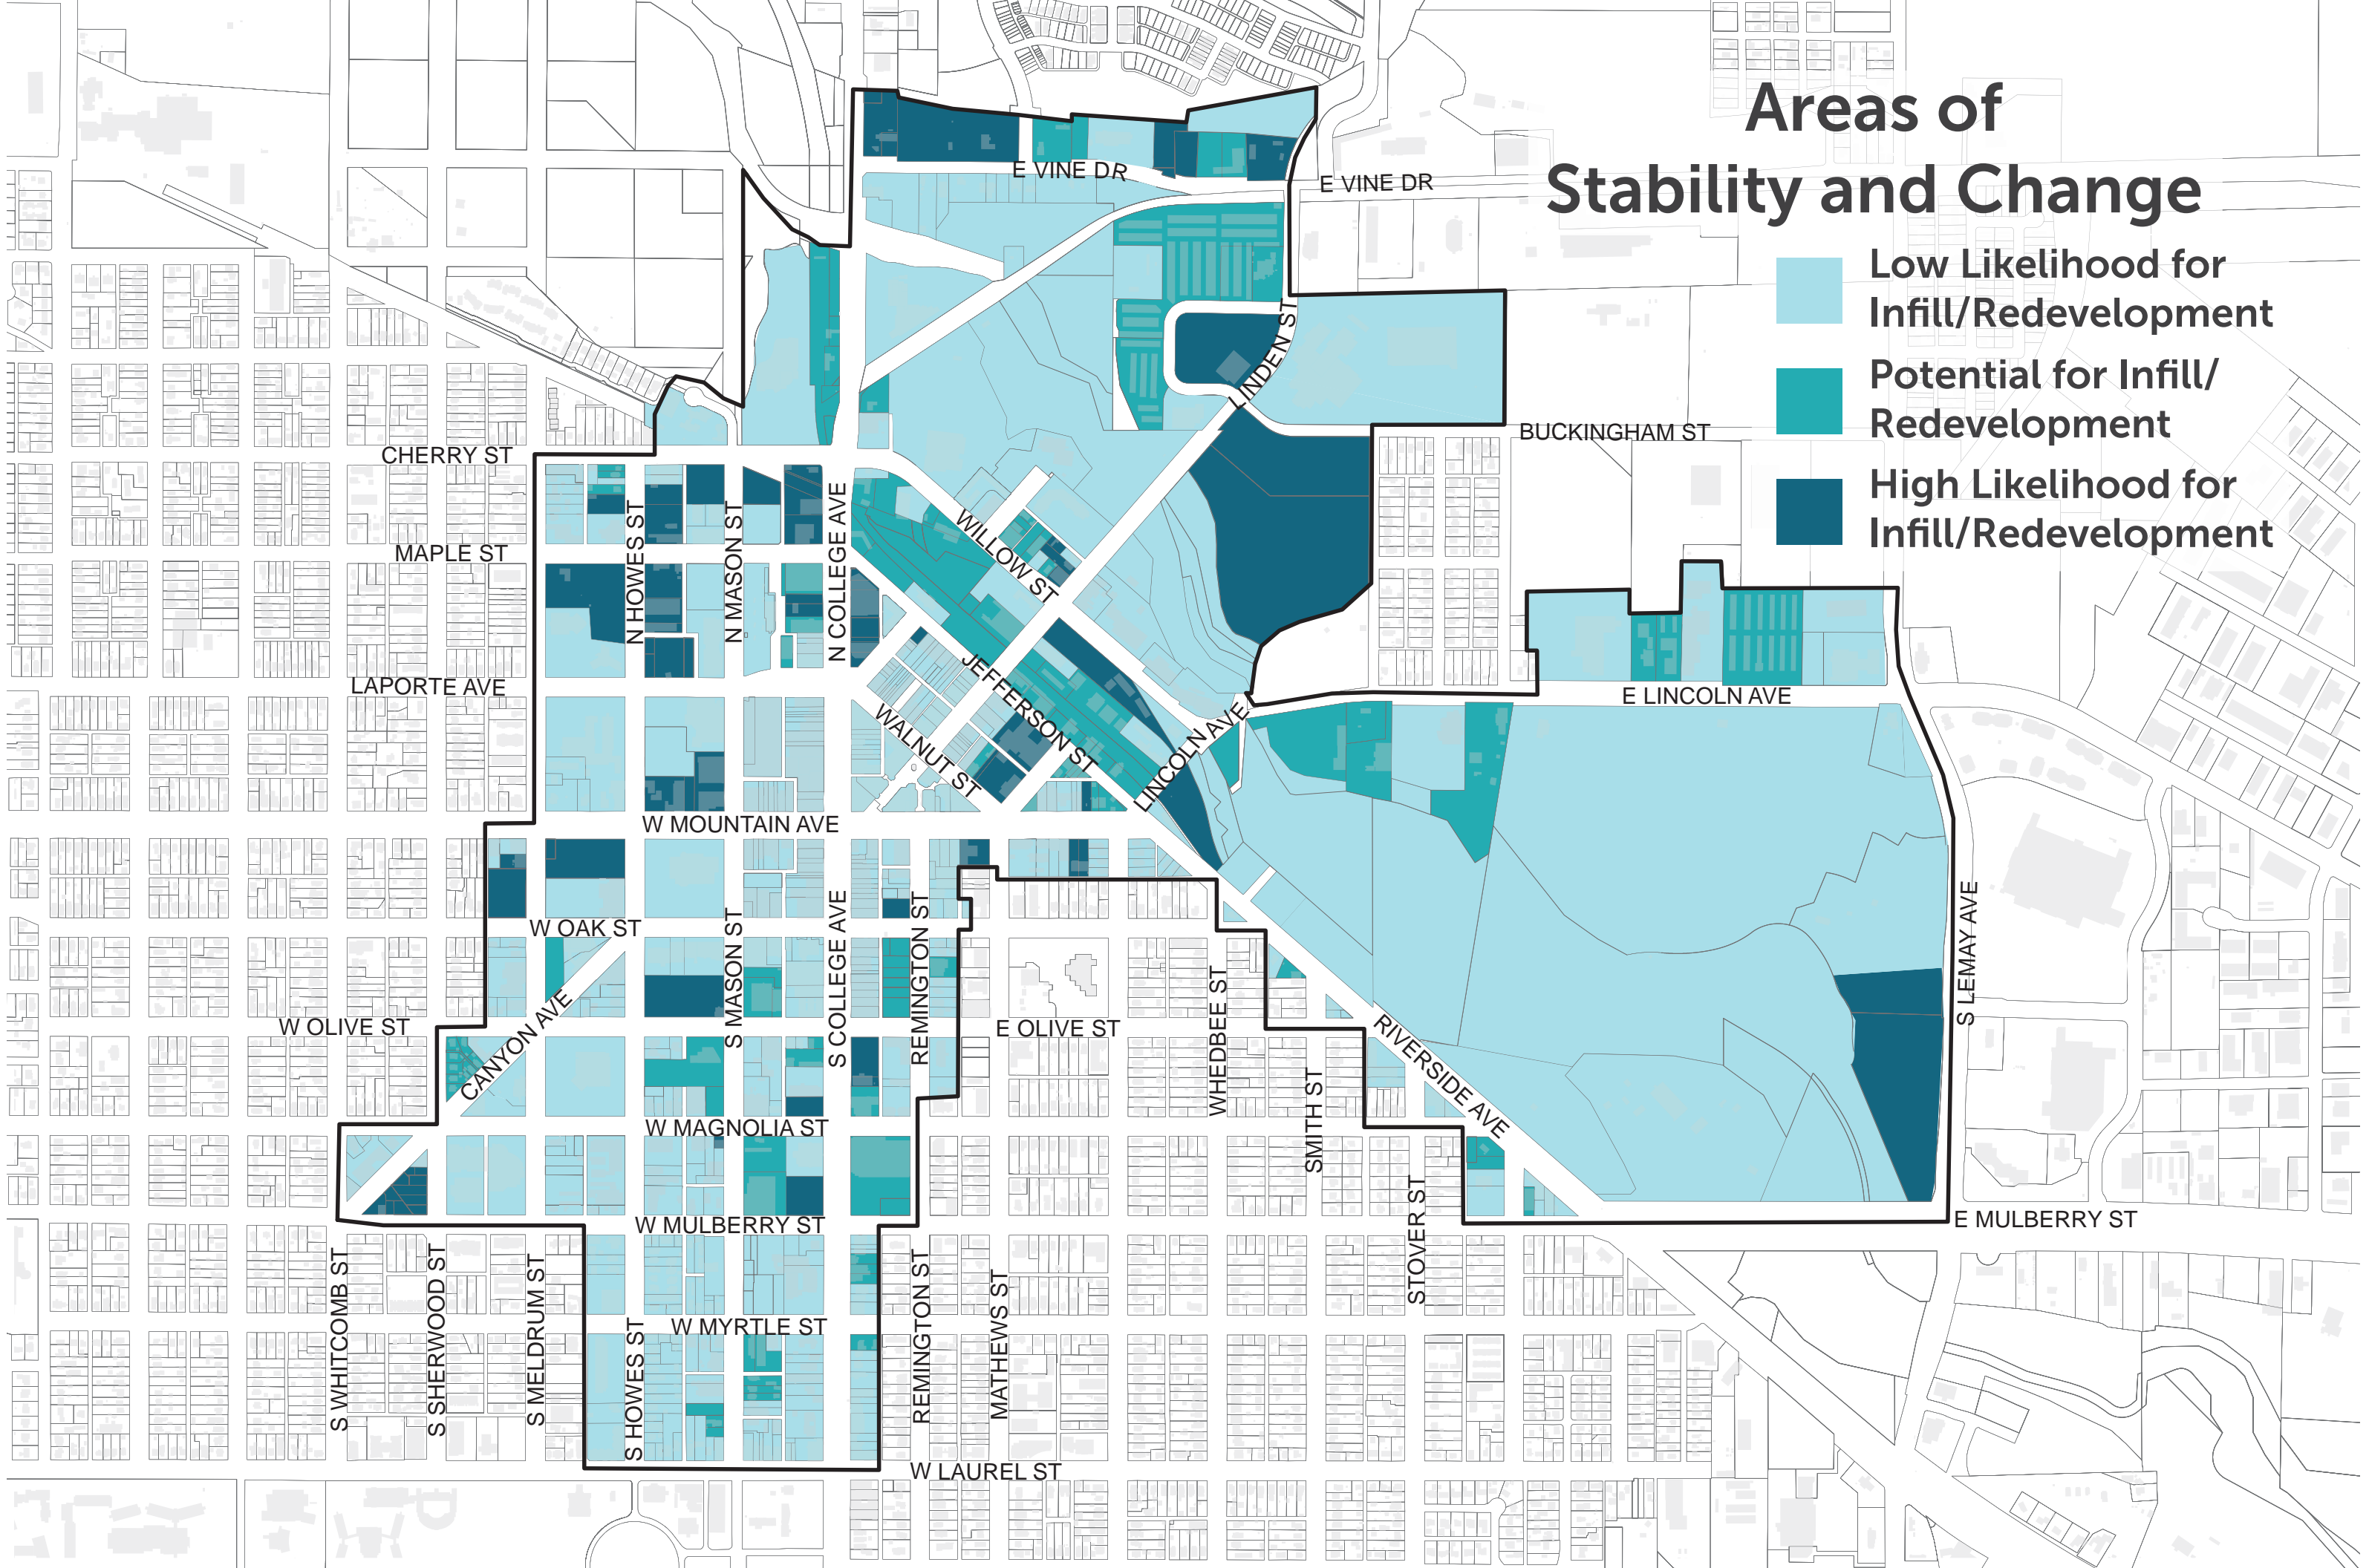 Areas of
Stability and Change
Low Likelihood for
Infill/Redevelopment
Potential for Infill/
Redevelopment
High Likelihood for
Infill/Redevelopment
E VINE DR
E VINE DR
LINDEN ST
BUCKINGHAM ST
CHERRY ST
N HOWES ST
N MASON ST
N COLLEGE AVE
WILLOW ST
MAPLE ST
JEFFERSON ST
LAPORTE AVE
E LINCOLN AVE
WALNUT ST
LINCOLN AVE
W MOUNTAIN AVE
S LEMAY AVE
W OAK ST
S MASON ST
S COLLEGE AVE
REMINGTON ST
CANYON AVE
WHEDBEE ST
W OLIVE ST
E OLIVE ST
RIVERSIDE AVE
SMITH ST
W MAGNOLIA ST
STOVER ST
W MULBERRY ST
E MULBERRY ST
S WHITCOMB ST
S SHERWOOD ST
S MELDRUM ST
S HOWES ST
W MYRTLE ST
REMINGTON ST
MATHEWS ST
W LAUREL ST